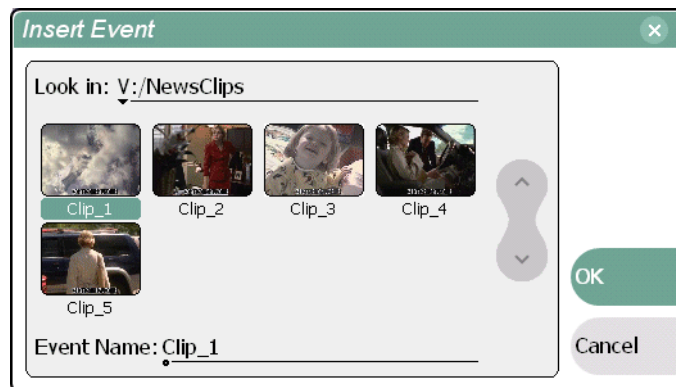 Insert Event
Look in: V:/NewsClips
Clip_1 Clip_2 Clip_3 Clip_4
Clip_5
Event Name: Clip_1
OK
Cancel